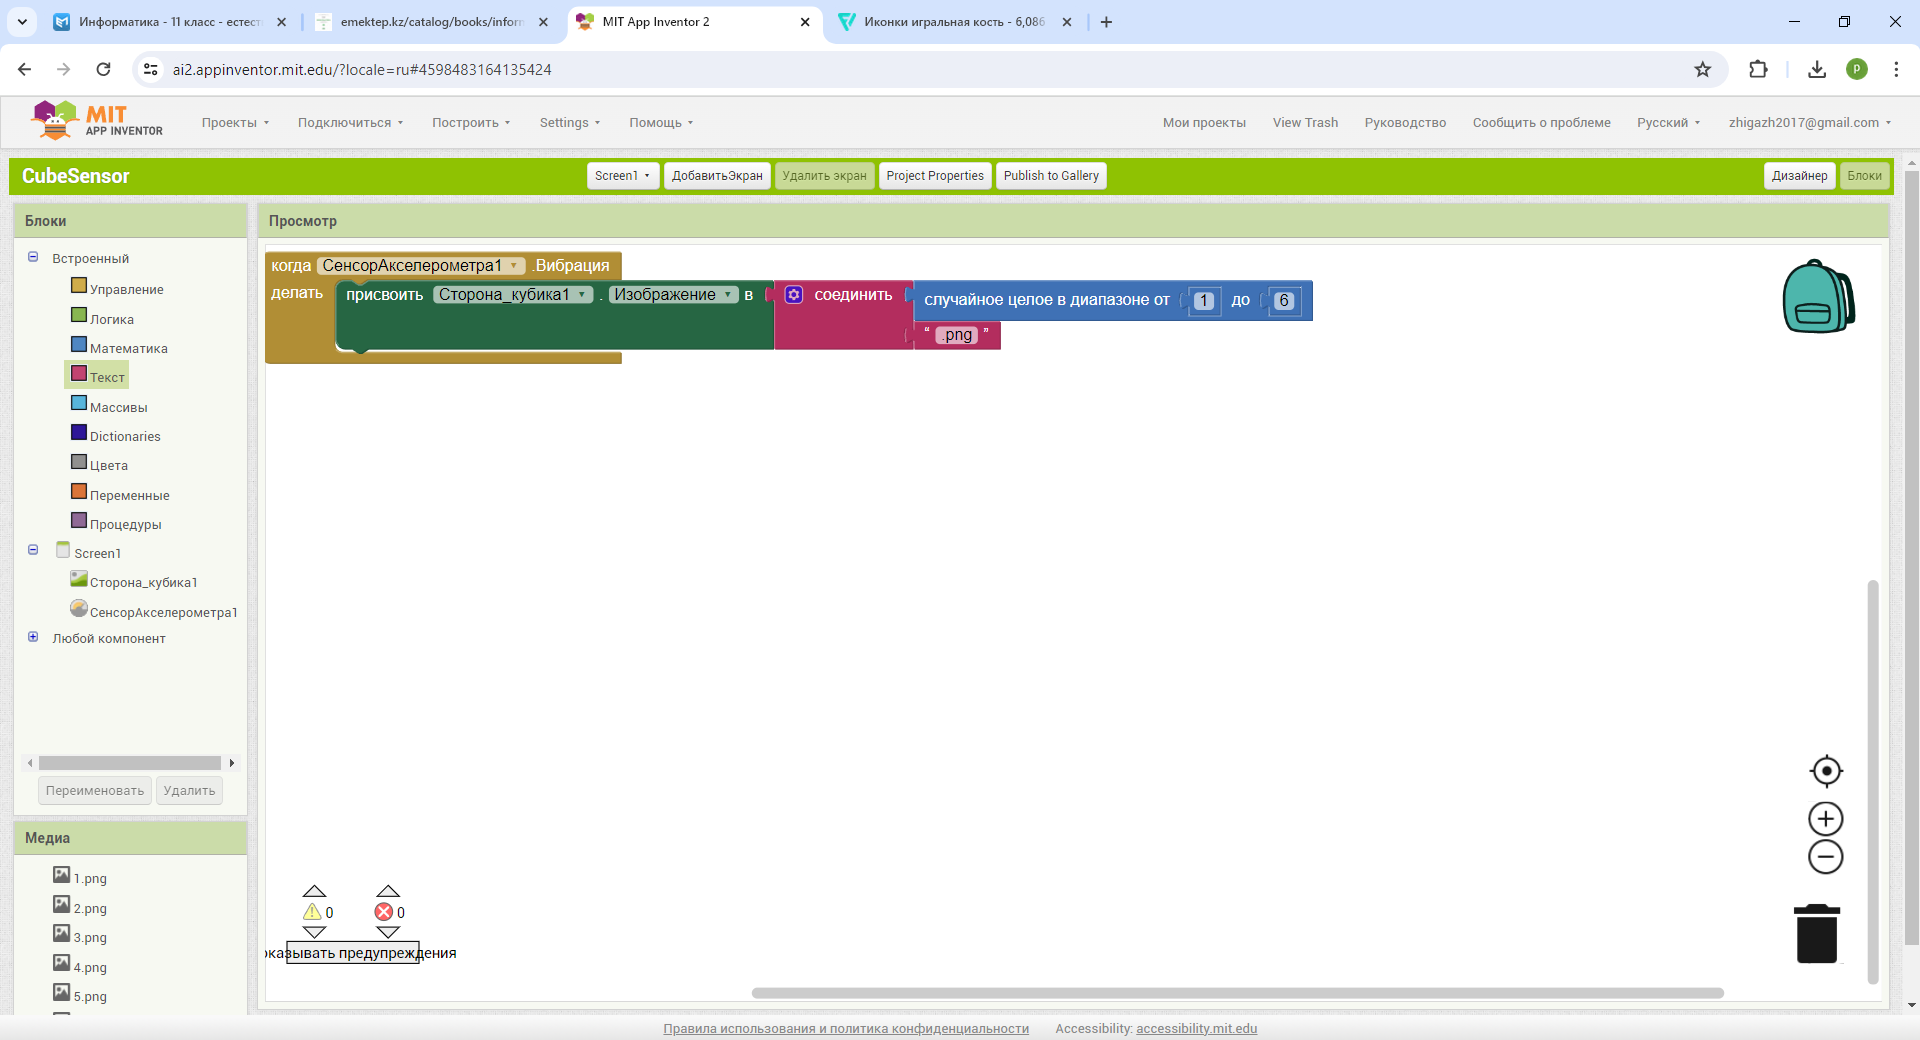 Информатика - 11 класс - естест
emektep.kz/catalog/books/inforr
MIT App Inventor 2
Иконки игральная кость - 6,086
ai2.appinventor.mit.edu/?locale=ru#4598483164135424
P
MIT
APP INVENTOR
Проекты
Подключиться
Построить
Settings
Помощь
Мои проекты
View Trash
Руководство
Сообщить о проблеме
Русский
zhigazh2017@gmail.com
CubeSensor
Screen1
ДобавитьЭкран
Удалить экран
Project Properties
Publish to Gallery
Дизайнер
Блоки
Блоки
Встроенный
Управление
Логика
Математика
Текст
Массивы
Dictionaries
Цвета
Переменные
Процедуры
Screen1
Сторона_кубика1
СенсорАкселерометра1
Любой компонент
Переименовать
Удалить
Медиа
1.png
2.png
3.png
4.png
5.png
Просмотр
когда СенсорАкселерометра1 .Вибрация
делать присвоить Сторона_кубика1 . Изображение в соединить случайное целое в диапазоне от 1 до 6
“ .png ”
0 0
оказывать предупреждения
Правила использования и политика конфиденциальности Accessibility: accessibility.mit.edu